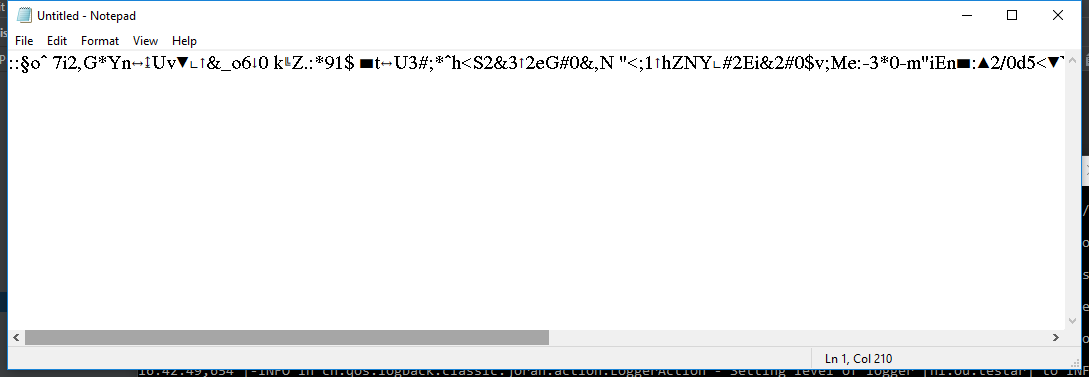 Untitled - Notepad
File Edit Format View Help
::§o^ 7i2,G*Yn↔↕Uv▼∟↑&_o6↓0 k╚Z.:*91$ ■t↔U3#;*^h<S2&3↑2eG#0&,N "<;1↑hZNY∟#2Ei&2#0$v;Me:-3*0-m"iEn■:▲2/0d5<▼
Ln 1, Col 210
16:42:49,654 |-INFO in ch.qos.logback.classic.joran.action.LoggerAction - Setting level of logger [nl.ou.testar] to INF